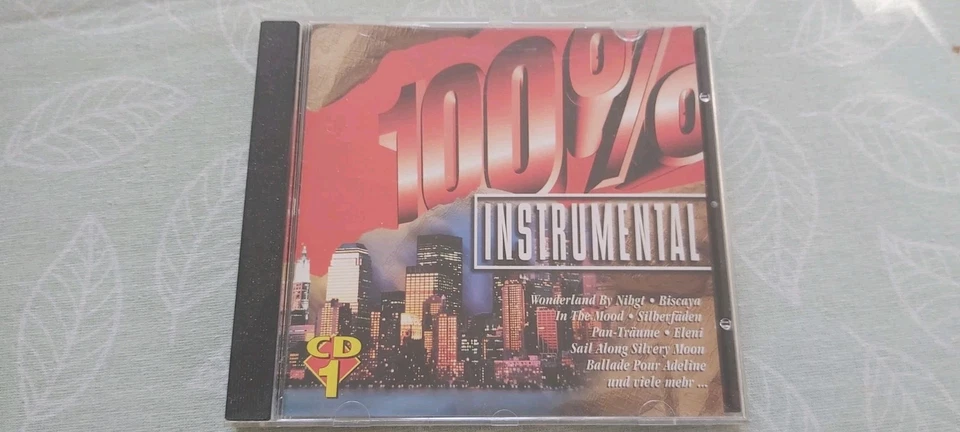 100%
INSTRUMENTAL
Wonderland By Nihgt • Biscaya
In The Mood • Silberfäden
Pan-Träume • Eleni
Sail Along Silvery Moon
Ballade Pour Adeline
und viele mehr ...
CD
1